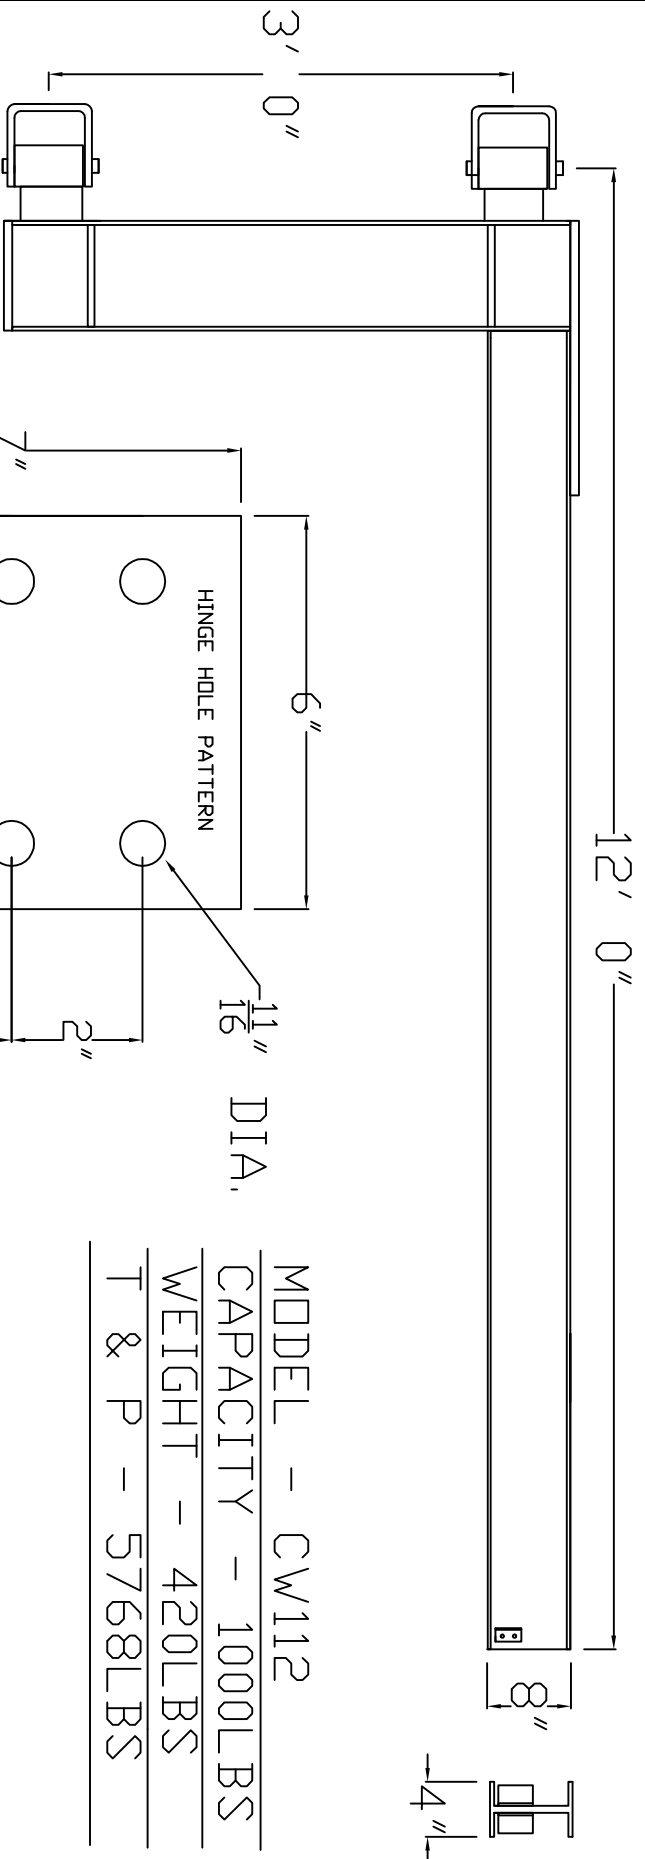 3' 0"
12' 0"
7"
6"
HINGE HOLE PATTERN
2"
11/16" DIA.
8"
4"
MODEL - CW112
CAPACITY - 1000LBS
WEIGHT - 420LBS
T & P - 5768LBS